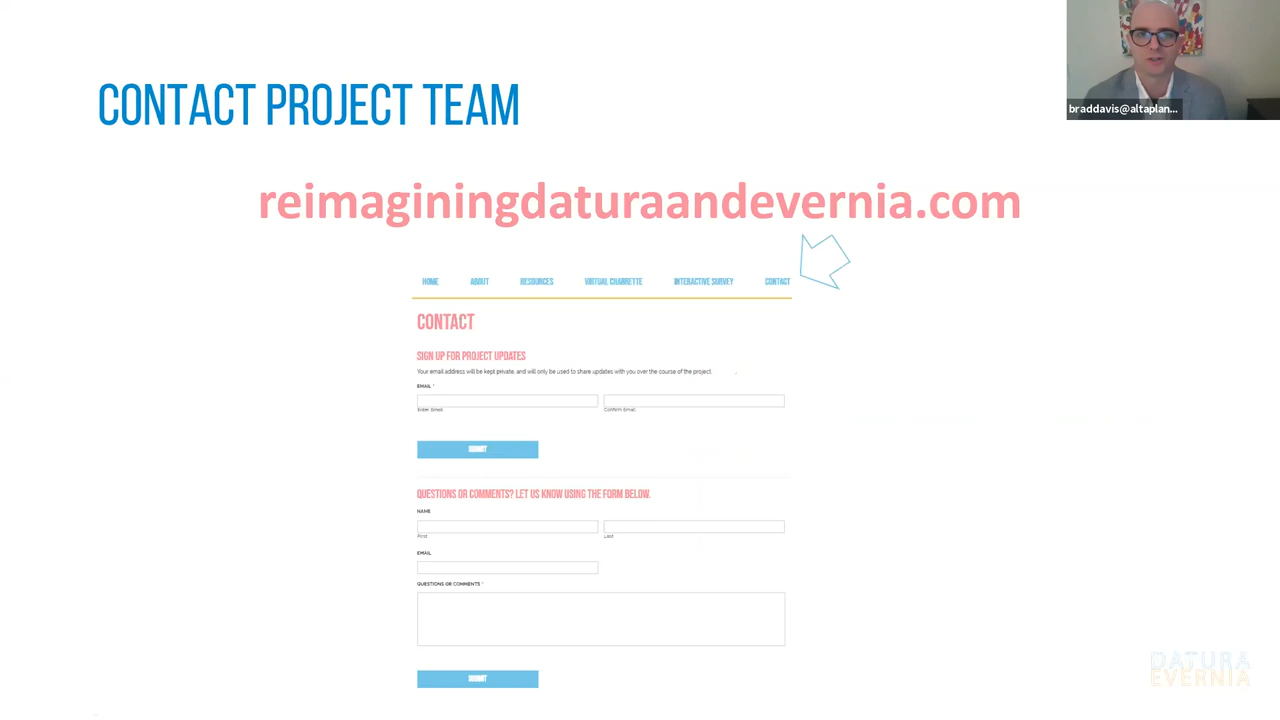 CONTACT PROJECT TEAM
braddavis@altaplan...
reimaginingdaturaandevernia.com
HOME ABOUT RESOURCES VIRTUAL CHARRETTE INTERACTIVE SURVEY CONTACT
CONTACT
SIGN UP FOR PROJECT UPDATES
Your email address will be kept private, and will only be used to share updates with you over the course of the project.
EMAIL *
Enter Email Confirm Email
SUBMIT
QUESTIONS OR COMMENTS? LET US KNOW USING THE FORM BELOW.
NAME
First Last
EMAIL
QUESTIONS OR COMMENTS *
SUBMIT
DATURA
EVERNIA